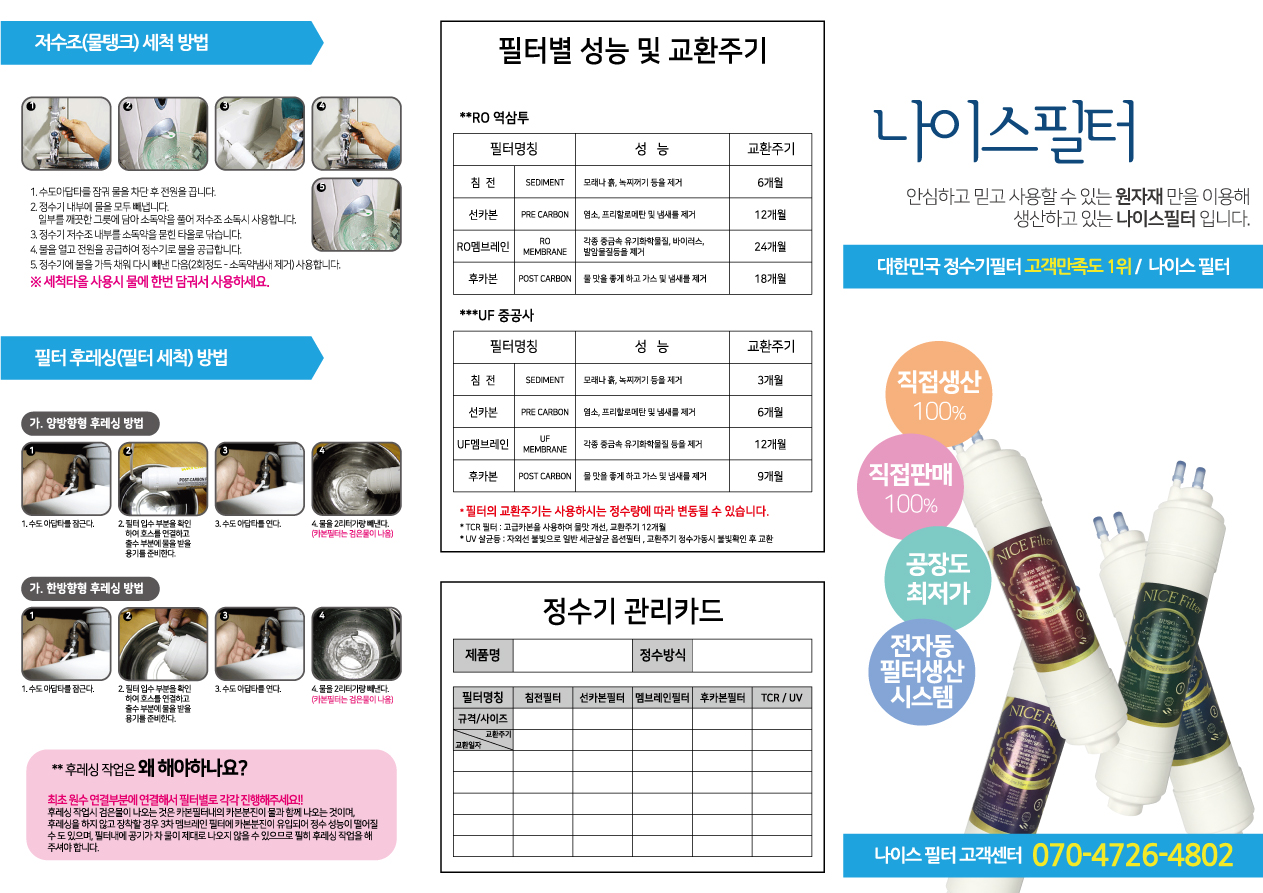 저수조(물탱크) 세척 방법
1
2
3
4
5
1. 수도아답타를 잠궈 물을 차단 후 전원을 끕니다.
2. 정수기 내부에 물을 모두 빼냅니다.
일부를 깨끗한 그릇에 담아 소독약을 풀어 저수조 소독시 사용합니다.
3. 정수기 저수조 내부를 소독약을 묻힌 타올로 닦습니다.
4. 물을 열고 전원을 공급하여 정수기로 물을 공급합니다.
5. 정수기에 물을 가득 채워 다시 빼낸 다음(2회정도 - 소독약냄새 제거) 사용합니다.
※ 세척타올 사용시 물에 한번 담궈서 사용하세요.
필터 후레싱(필터 세척) 방법
가. 양방향형 후레싱 방법
1
2
3
4
POST CARBON F
1. 수도 아답타를 잠근다.
2. 필터 입수 부분을 확인
하여 호스를 연결하고
출수 부분에 물을 받을
용기를 준비한다.
3. 수도 아답타를 연다.
4. 물을 2리터가량 빼낸다.
(카본필터는 검은물이 나옴)
가. 한방향형 후레싱 방법
1
2
3
4
1. 수도 아답타를 잠근다.
2. 필터 입수 부분을 확인
하여 호스를 연결하고
출수 부분에 물을 받을
용기를 준비한다.
3. 수도 아답타를 연다.
4. 물을 2리터가량 빼낸다.
(카본필터는 검은물이 나옴)
** 후레싱 작업은 왜 해야하나요?
최초 원수 연결부분에 연결해서 필터별로 각각 진행해주세요!!
후레싱 작업시 검은물이 나오는 것은 카본필터내의 카본분진이 물과 함께 나오는 것이며,
후레싱을 하지 않고 장착할 경우 3차 멤브레인 필터에 카본분진이 유입되어 정수 성능이 떨어질
수 도 있으며, 필터내에 공기가 차 물이 제대로 나오지 않을 수 있으므로 필히 후레싱 작업을 해
주셔야 합니다.
필터별 성능 및 교환주기
**RO 역삼투
필터명칭 성 능 교환주기
침 전 SEDIMENT 모래나 흙, 녹찌꺼기 등을 제거 6개월
선카본 PRE CARBON 염소, 프리할로메탄 및 냄새를 제거 12개월
RO멤브레인 RO MEMBRANE 각종 중금속 유기화학물질, 바이러스, 발암물질등을 제거 24개월
후카본 POST CARBON 물 맛을 좋게 하고 가스 및 냄새를 제거 18개월
***UF 중공사
필터명칭 성 능 교환주기
침 전 SEDIMENT 모래나 흙, 녹찌꺼기 등을 제거 3개월
선카본 PRE CARBON 염소, 프리할로메탄 및 냄새를 제거 6개월
UF멤브레인 UF MEMBRANE 각종 중금속 유기화학물질 등을 제거 12개월
후카본 POST CARBON 물 맛을 좋게 하고 가스 및 냄새를 제거 9개월
*필터의 교환주기는 사용하시는 정수량에 따라 변동될 수 있습니다.
* TCR 필터 : 고급카본을 사용하여 물맛 개선, 교환주기 12개월
* UV 살균등 : 자외선 불빛으로 일반 세균살균 옵션필터 , 교환주기 정수가동시 불빛확인 후 교환
정수기 관리카드
제품명 정수방식
필터명칭 침전필터 선카본필터 멤브레인필터 후카본필터 TCR / UV
규격/사이즈
교환주기
교환일자
나이스필터
안심하고 믿고 사용할 수 있는 원자재 만을 이용해
생산하고 있는 나이스필터 입니다.
대한민국 정수기필터 고객만족도 1위 / 나이스 필터
직접생산
100%
직접판매
100%
공장도
최저가
전자동
필터생산
시스템
NICE Filter
NICE Filter
NICE Filter
나이스 필터 고객센터 070-4726-4802